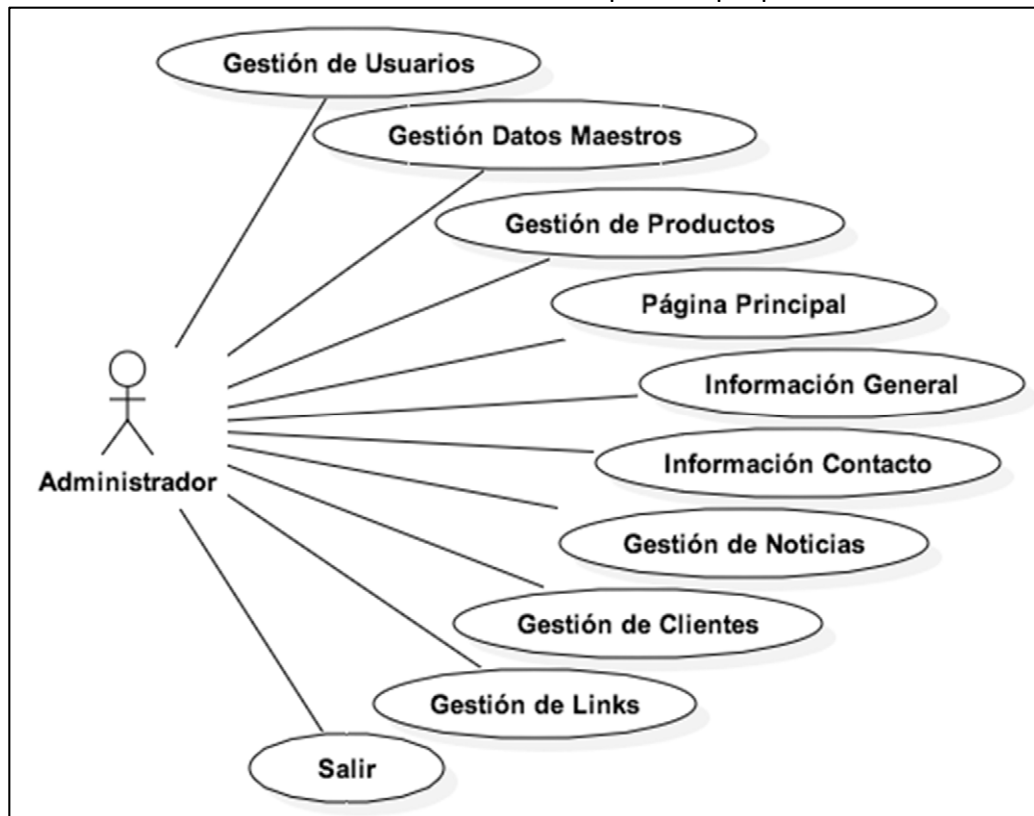 Gestión de Usuarios
Gestión Datos Maestros
Gestión de Productos
Página Principal
Información General
Información Contacto
Administrador
Gestión de Noticias
Gestión de Clientes
Gestión de Links
Salir